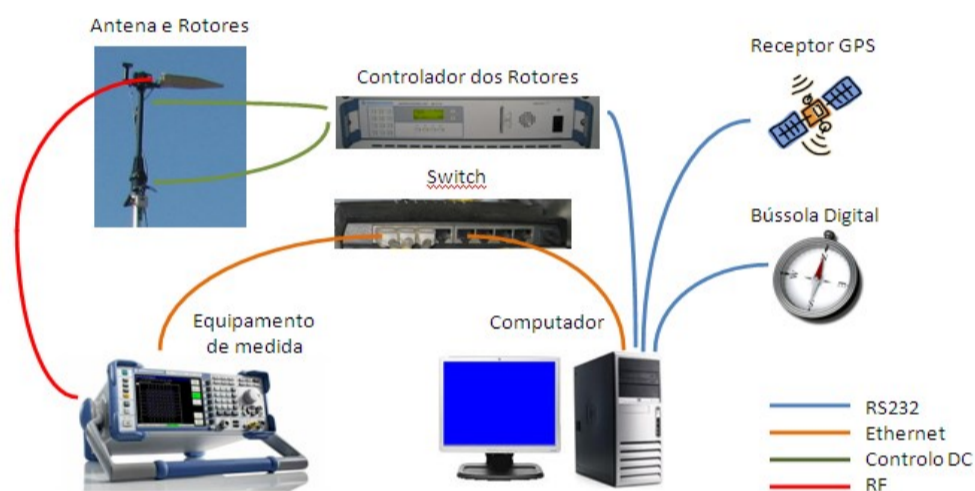 Antena e Rotores
Controlador dos Rotores
Receptor GPS
Switch
Bússola Digital
Equipamento
de medida
Computador
RS232
Ethernet
Controlo DC
RF